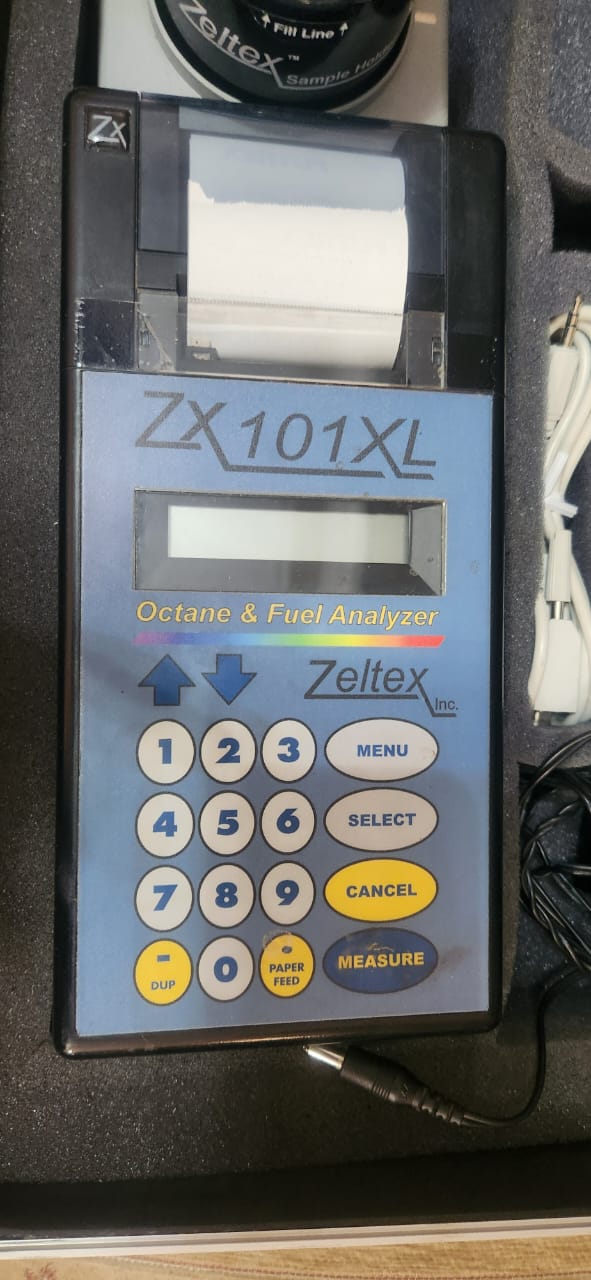 ↑ Fill Line ↑
Zeltex™
Sample Holder
ZX
ZX101XL
Octane & Fuel Analyzer
Zeltex Inc.
1 2 3 MENU
4 5 6 SELECT
7 8 9 CANCEL
- DUP 0 . PAPER FEED MEASURE